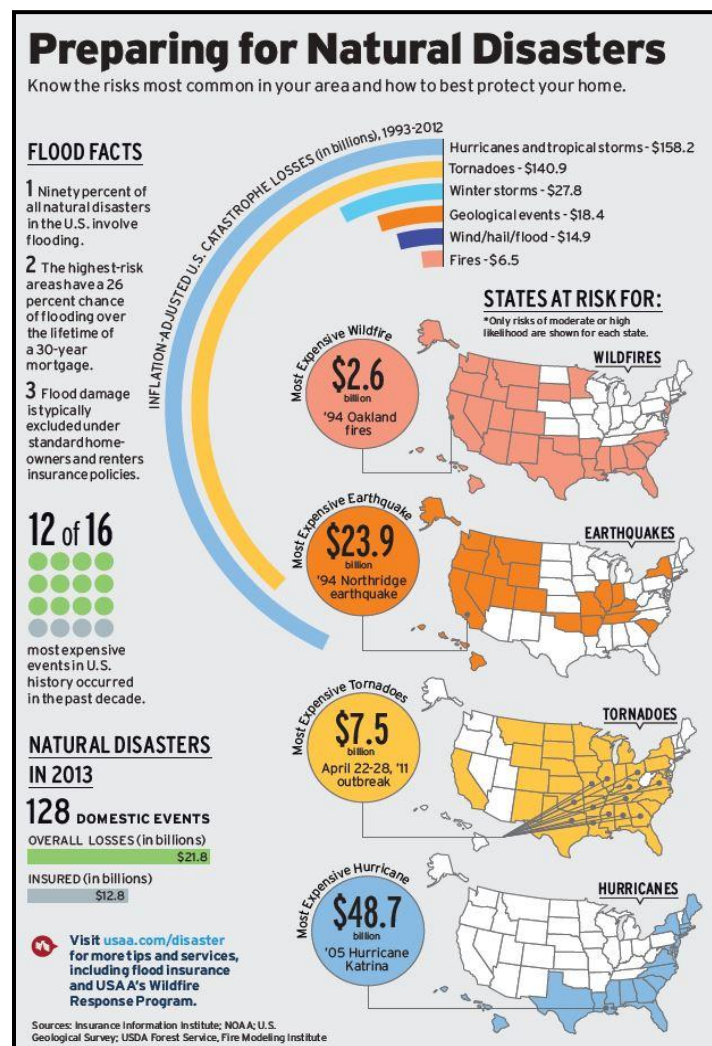 Preparing for Natural Disasters
Know the risks most common in your area and how to best protect your home.
FLOOD FACTS
1 Ninety percent of
all natural disasters
in the U.S. involve
flooding.
2 The highest-risk
areas have a 26
percent chance
of flooding over
the lifetime of
a 30-year
mortgage.
3 Flood damage
is typically
excluded under
standard home-
owners and renters
insurance policies.
12 of 16
most expensive
events in U.S.
history occurred
in the past decade.
NATURAL DISASTERS
IN 2013
128 DOMESTIC EVENTS
OVERALL LOSSES (in billions)
$21.8
INSURED (in billions)
$12.8
Visit usaa.com/disaster
for more tips and services,
including flood insurance
and USAA's Wildfire
Response Program.
Sources: Insurance Information Institute; NOAA; U.S.
Geological Survey; USDA Forest Service, Fire Modeling Institute
INFLATION-ADJUSTED U.S. CATASTROPHE LOSSES (in billions), 1993-2012
Hurricanes and tropical storms - $158.2
Tornadoes - $140.9
Winter storms - $27.8
Geological events - $18.4
Wind/hail/flood - $14.9
Fires - $6.5
STATES AT RISK FOR:
*Only risks of moderate or high
likelihood are shown for each state.
WILDFIRES
Most Expensive Wildfire
$2.6
billion
'94 Oakland
fires
EARTHQUAKES
Most Expensive Earthquake
$23.9
billion
'94 Northridge
earthquake
TORNADOES
Most Expensive Tornadoes
$7.5
billion
April 22-28, '11
outbreak
HURRICANES
Most Expensive Hurricane
$48.7
billion
'05 Hurricane
Katrina